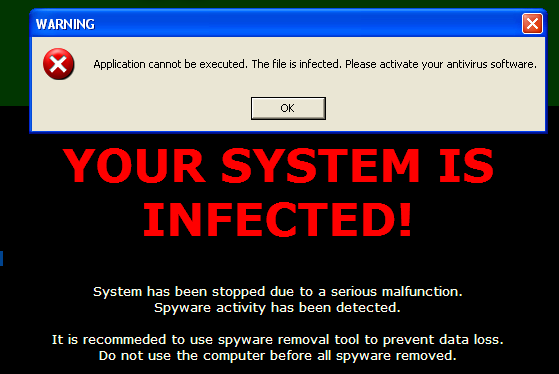 WARNING
Application cannot be executed. The file is infected. Please activate your antivirus software.
OK
YOUR SYSTEM IS
INFECTED!
System has been stopped due to a serious malfunction.
Spyware activity has been detected.
It is recommeded to use spyware removal tool to prevent data loss.
Do not use the computer before all spyware removed.